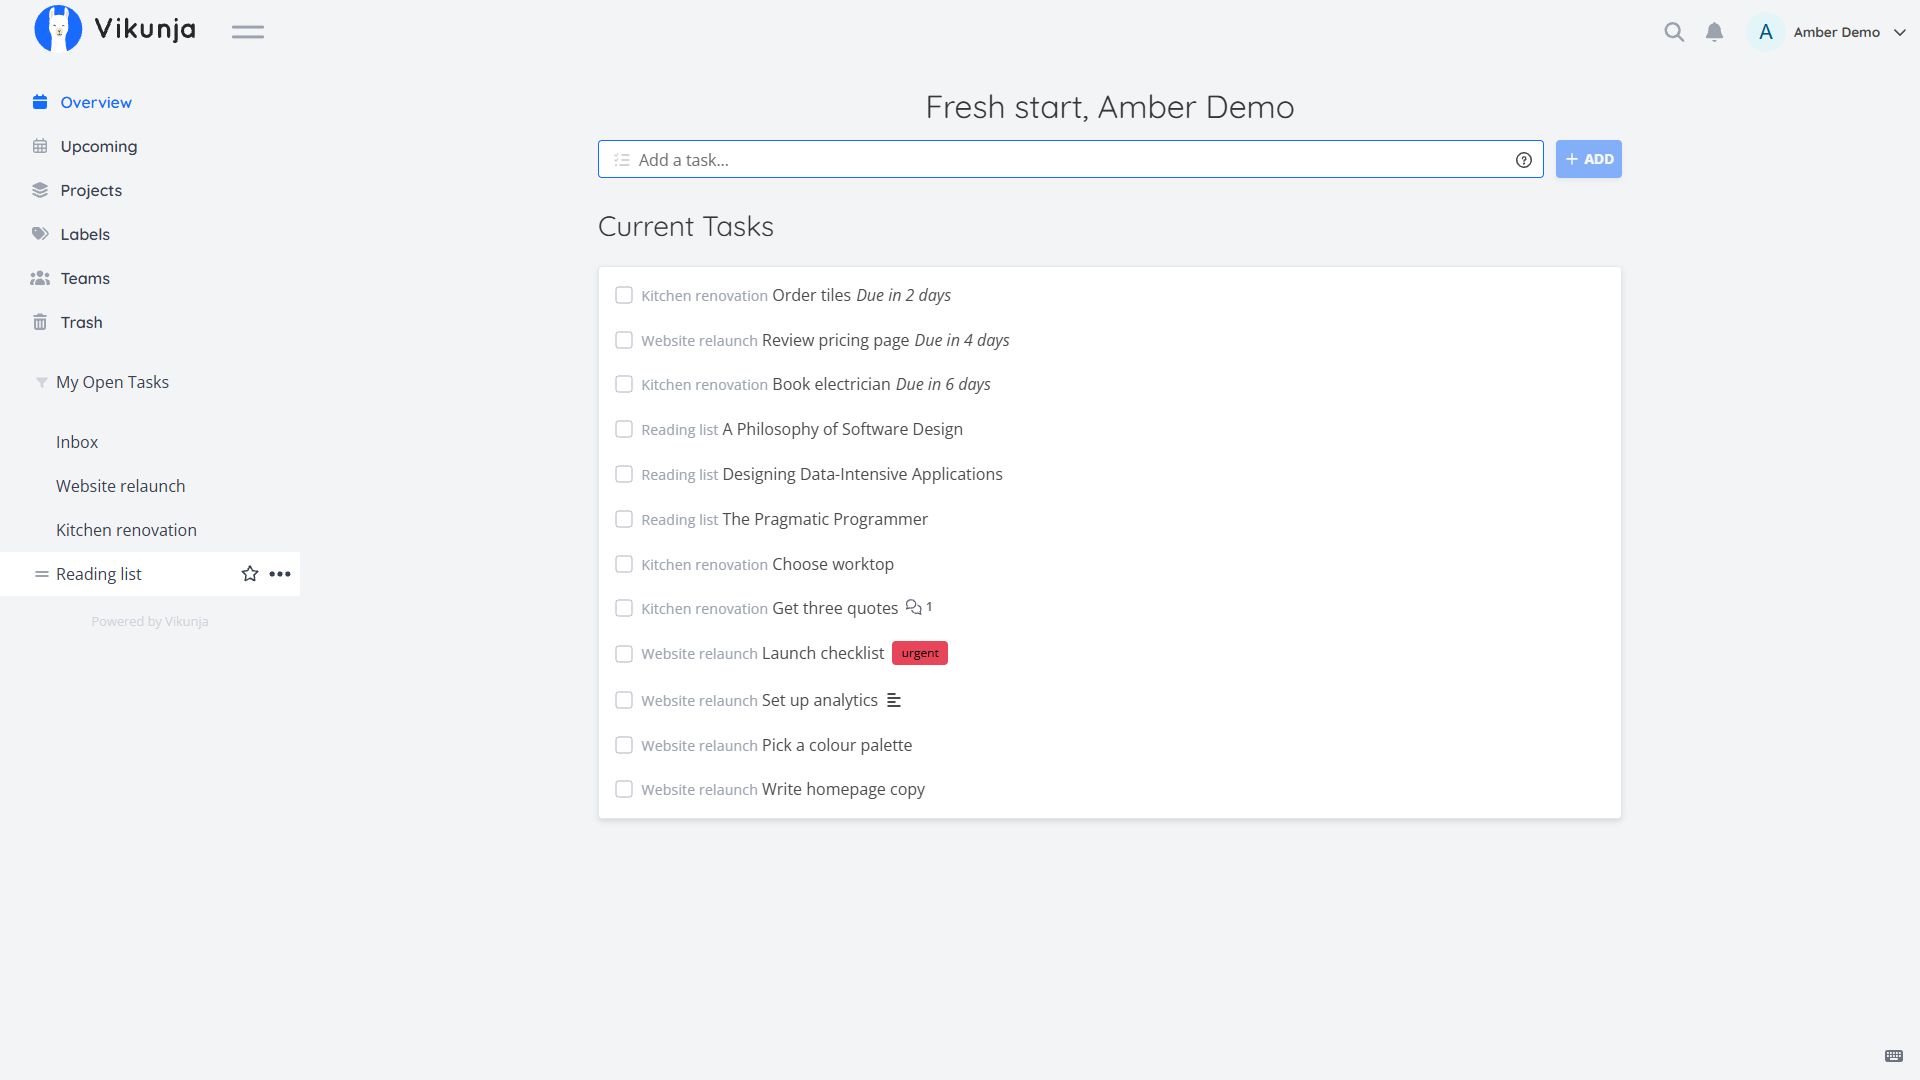 Vikunja
A Amber Demo
Overview
Upcoming
Projects
Labels
Teams
Trash
My Open Tasks
Inbox
Website relaunch
Kitchen renovation
Reading list
Powered by Vikunja
Fresh start, Amber Demo
Add a task...
+ ADD
Current Tasks
Kitchen renovation Order tiles Due in 2 days
Website relaunch Review pricing page Due in 4 days
Kitchen renovation Book electrician Due in 6 days
Reading list A Philosophy of Software Design
Reading list Designing Data-Intensive Applications
Reading list The Pragmatic Programmer
Kitchen renovation Choose worktop
Kitchen renovation Get three quotes 1
Website relaunch Launch checklist urgent
Website relaunch Set up analytics
Website relaunch Pick a colour palette
Website relaunch Write homepage copy